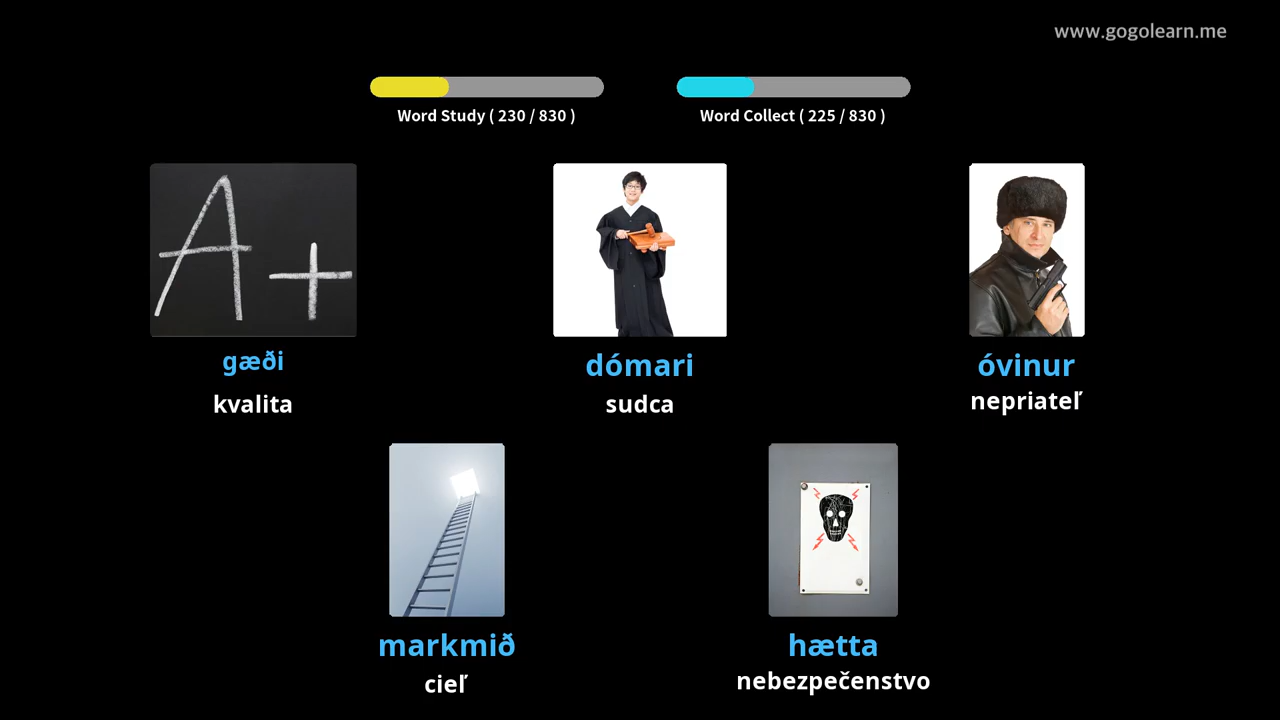 www.gogolearn.me
Word Study ( 230 / 830 )
Word Collect ( 225 / 830 )
A+
gæði
kvalita
dómari
sudca
óvinur
nepriateľ
markmið
cieľ
hætta
nebezpečenstvo